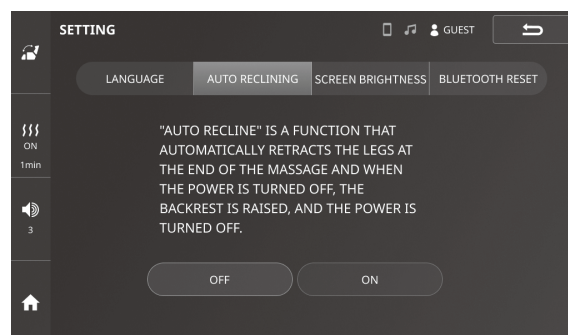 SETTING
GUEST
LANGUAGE
AUTO RECLINING
SCREEN BRIGHTNESS
BLUETOOTH RESET
ON
1min
3
"AUTO RECLINE" IS A FUNCTION THAT
AUTOMATICALLY RETRACTS THE LEGS AT
THE END OF THE MASSAGE AND WHEN
THE POWER IS TURNED OFF, THE
BACKREST IS RAISED, AND THE POWER IS
TURNED OFF.
OFF
ON